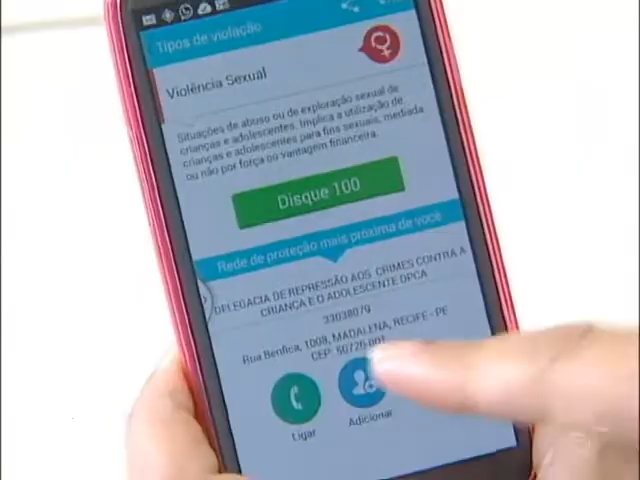 Tipos de violação
Violência Sexual
Situações de abuso ou de exploração sexual de
crianças e adolescentes. Implica a utilização de
crianças e adolescentes para fins sexuais, mediada
ou não por força ou vantagem financeira.
Disque 100
Rede de proteção mais próxima de você
DELEGACIA DE REPRESSÃO AOS CRIMES CONTRA A
CRIANÇA E O ADOLESCENTE DPCA
33038079
Rua Benfica, 1008, MADALENA, RECIFE - PE
CEP: 50720-001
Ligar
Adicionar